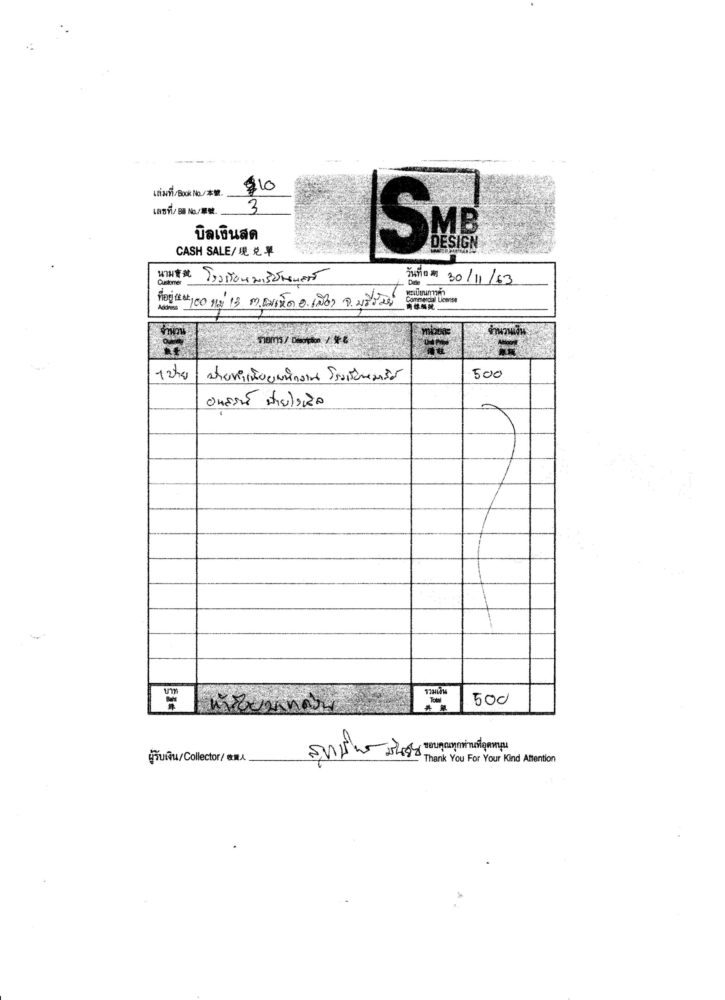 เล่มที่/Book No./本號. 10
เลขที่/ Bill No./單號. 3
บิลเงินสด
CASH SALE/現兌單
SMB
DESIGN
นาม寶號 โรงเรียนมารีย์อนุสรณ์
Customer
วันที่日期 30/11/63
Date
ที่อยู่住址 100 หมู่ 13 ต.เสม็ด อ.เมือง จ.บุรีรัมย์
Address
ทะเบียนการค้า
Commercial License
商標編號
จำนวน รายการ / Description / 貨名 หน่วยละ จำนวนเงิน
Quantity Unit Price Amount
數量 銀額
1 ป้าย ป้ายทำเนียบพนักงาน โรงเรียนมารีย์ 500
อนุสรณ์ ป้ายไวนิล
บาท ห้าร้อยบาทถ้วน รวมเงิน 500
Baht Total
銖 共 銀
ขอบคุณทุกท่านที่อุดหนุน
ผู้รับเงิน/Collector/收貨人 Thank You For Your Kind Attention